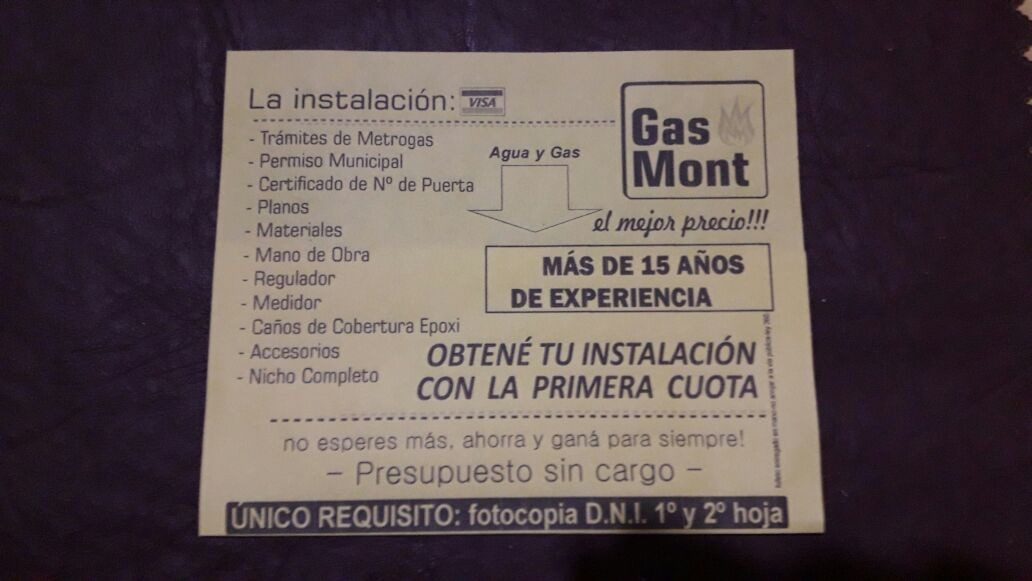 La instalación: VISA
- Trámites de Metrogas
- Permiso Municipal
- Certificado de Nº de Puerta
- Planos
- Materiales
- Mano de Obra
- Regulador
- Medidor
- Caños de Cobertura Epoxi
- Accesorios
- Nicho Completo
Agua y Gas
Gas
Mont
el mejor precio!!!
MÁS DE 15 AÑOS
DE EXPERIENCIA
OBTENÉ TU INSTALACIÓN
CON LA PRIMERA CUOTA
no esperes más, ahorra y ganá para siempre!
– Presupuesto sin cargo –
ÚNICO REQUISITO: fotocopia D.N.I. 1º y 2º hoja